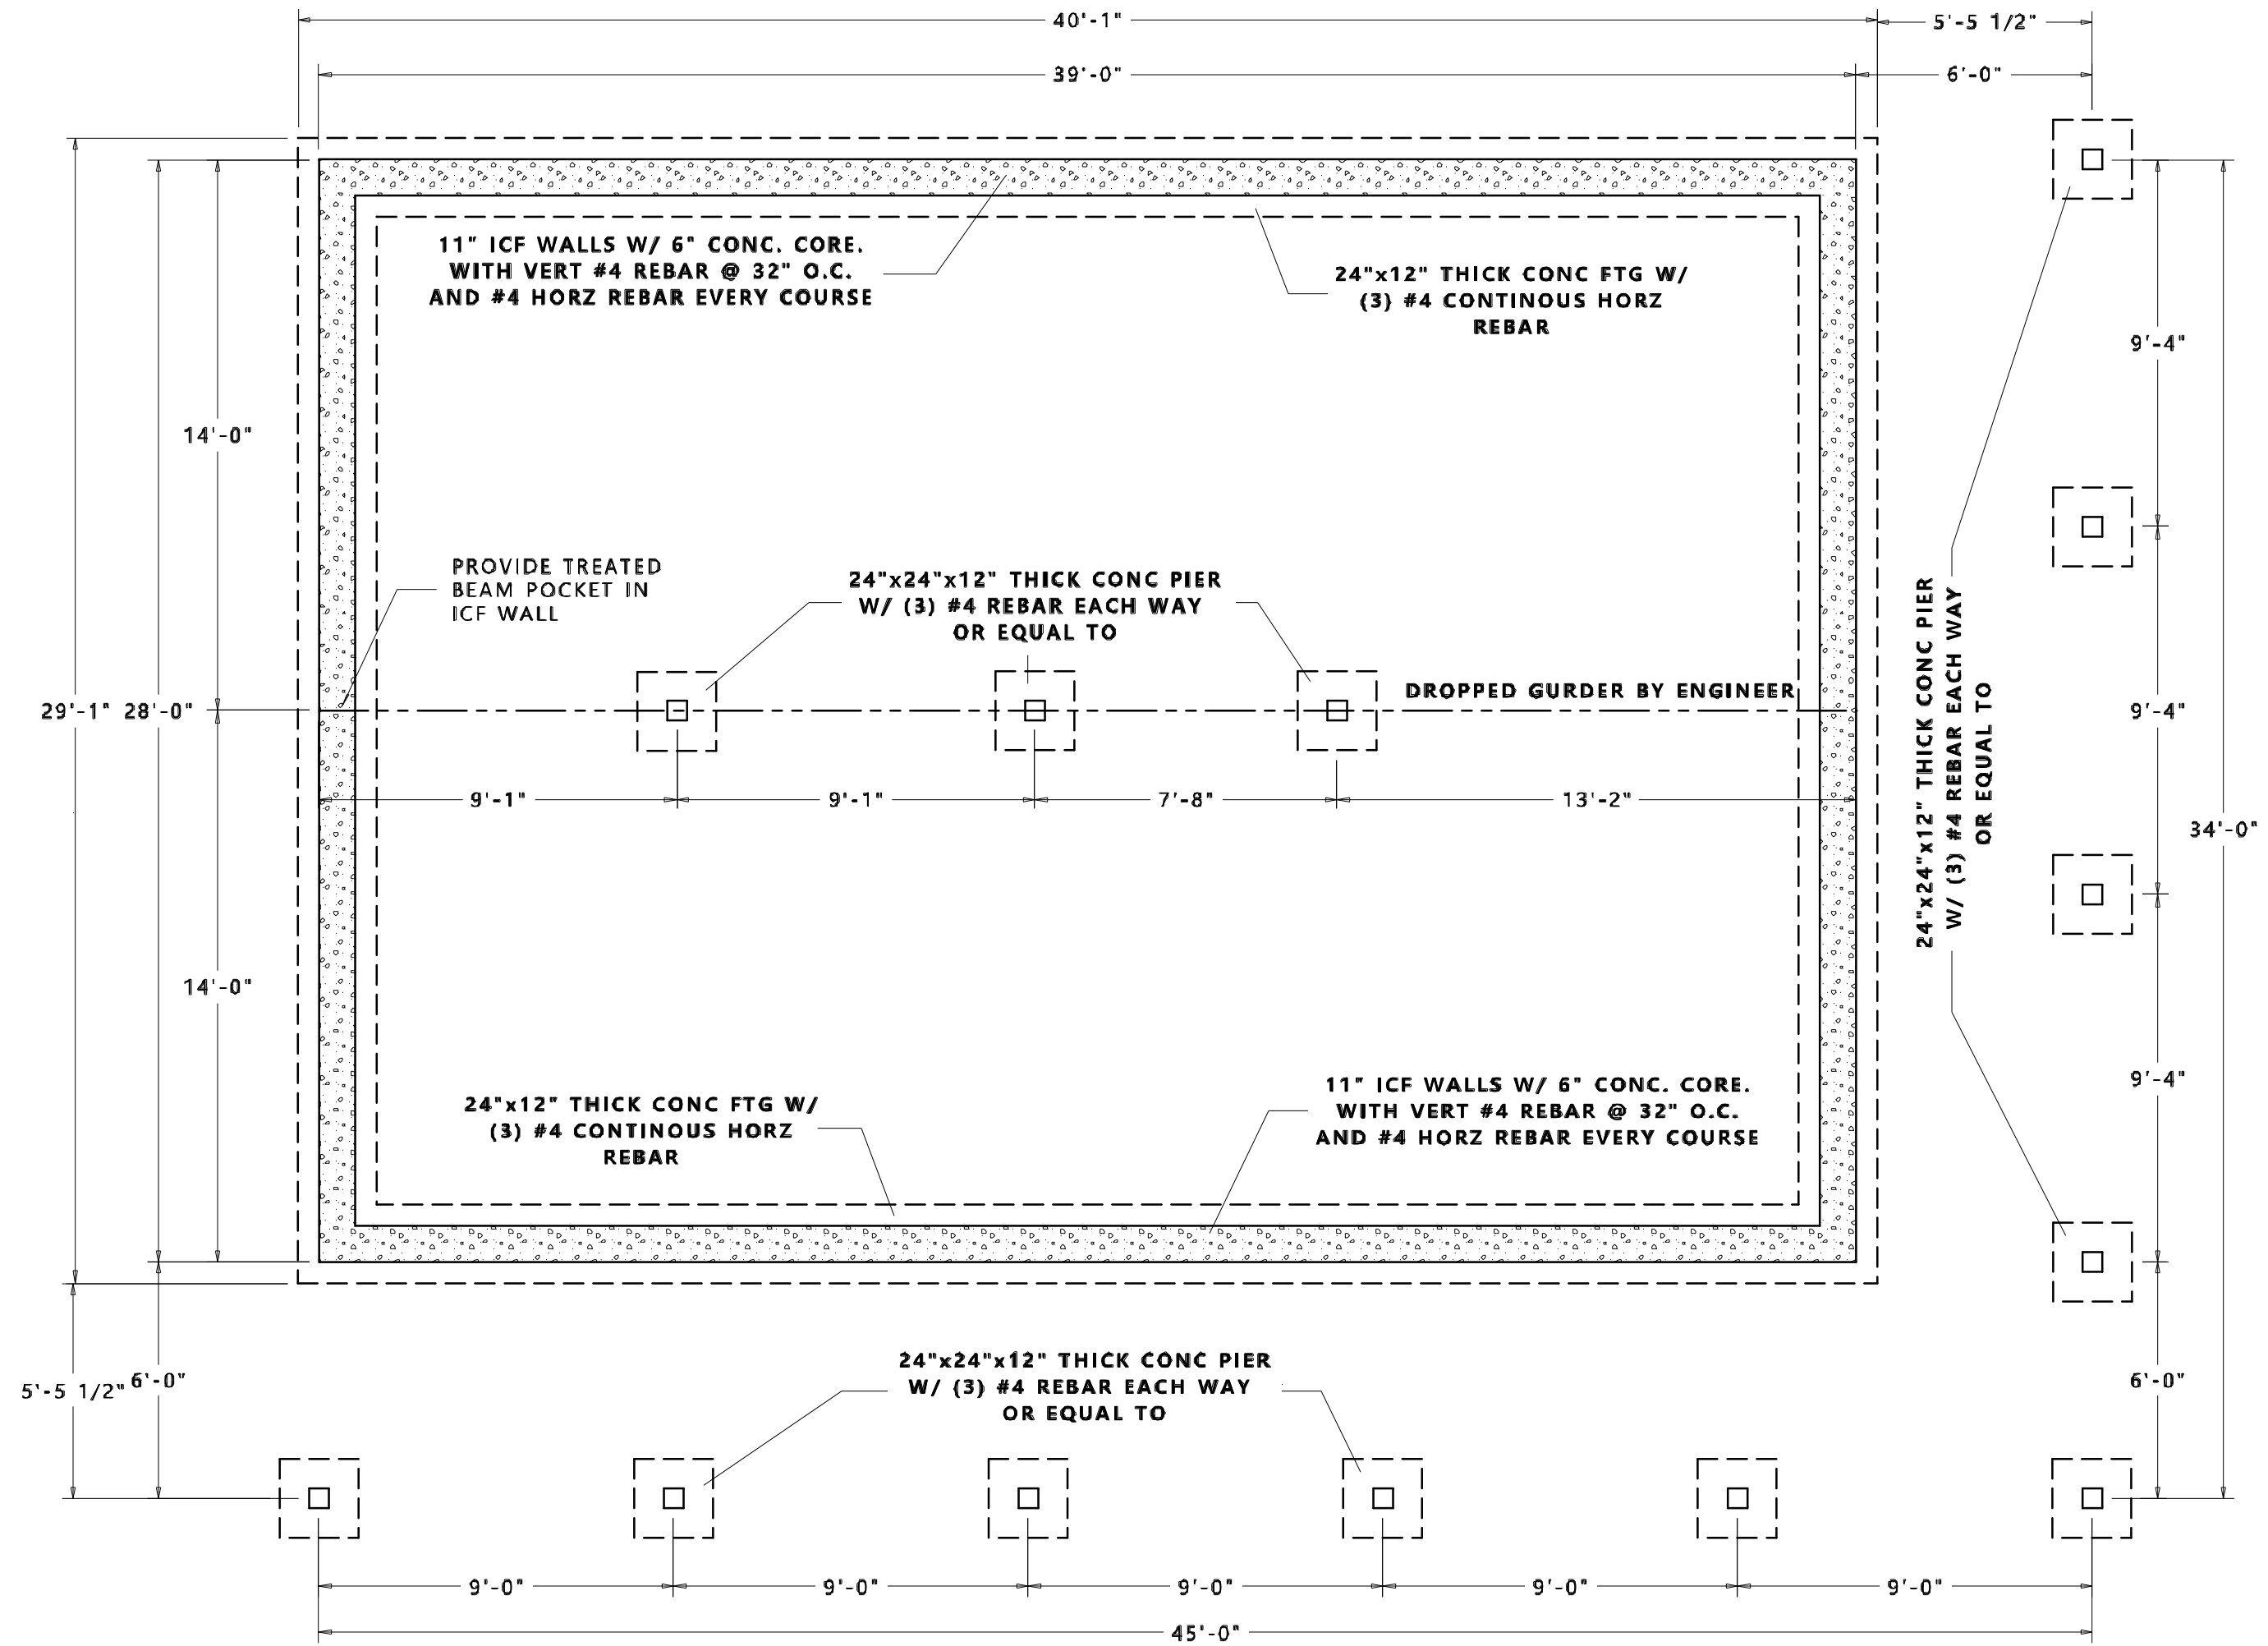 40'-1"
5'-5 1/2"
39'-0"
6'-0"
11" ICF WALLS W/ 6" CONC. CORE.
WITH VERT #4 REBAR @ 32" O.C.
AND #4 HORZ REBAR EVERY COURSE
24"x12" THICK CONC FTG W/
(3) #4 CONTINOUS HORZ
REBAR
9'-4"
14'-0"
PROVIDE TREATED
BEAM POCKET IN
ICF WALL
24"x24"x12" THICK CONC PIER
W/ (3) #4 REBAR EACH WAY
OR EQUAL TO
DROPPED GURDER BY ENGINEER
24"x24"x12" THICK CONC PIER
W/ (3) #4 REBAR EACH WAY
OR EQUAL TO
29'-1"
28'-0"
9'-4"
9'-1"
9'-1"
7'-8"
13'-2"
34'-0"
14'-0"
9'-4"
24"x12" THICK CONC FTG W/
(3) #4 CONTINOUS HORZ
REBAR
11" ICF WALLS W/ 6" CONC. CORE.
WITH VERT #4 REBAR @ 32" O.C.
AND #4 HORZ REBAR EVERY COURSE
5'-5 1/2"
6'-0"
24"x24"x12" THICK CONC PIER
W/ (3) #4 REBAR EACH WAY
OR EQUAL TO
6'-0"
9'-0"
9'-0"
9'-0"
9'-0"
9'-0"
45'-0"